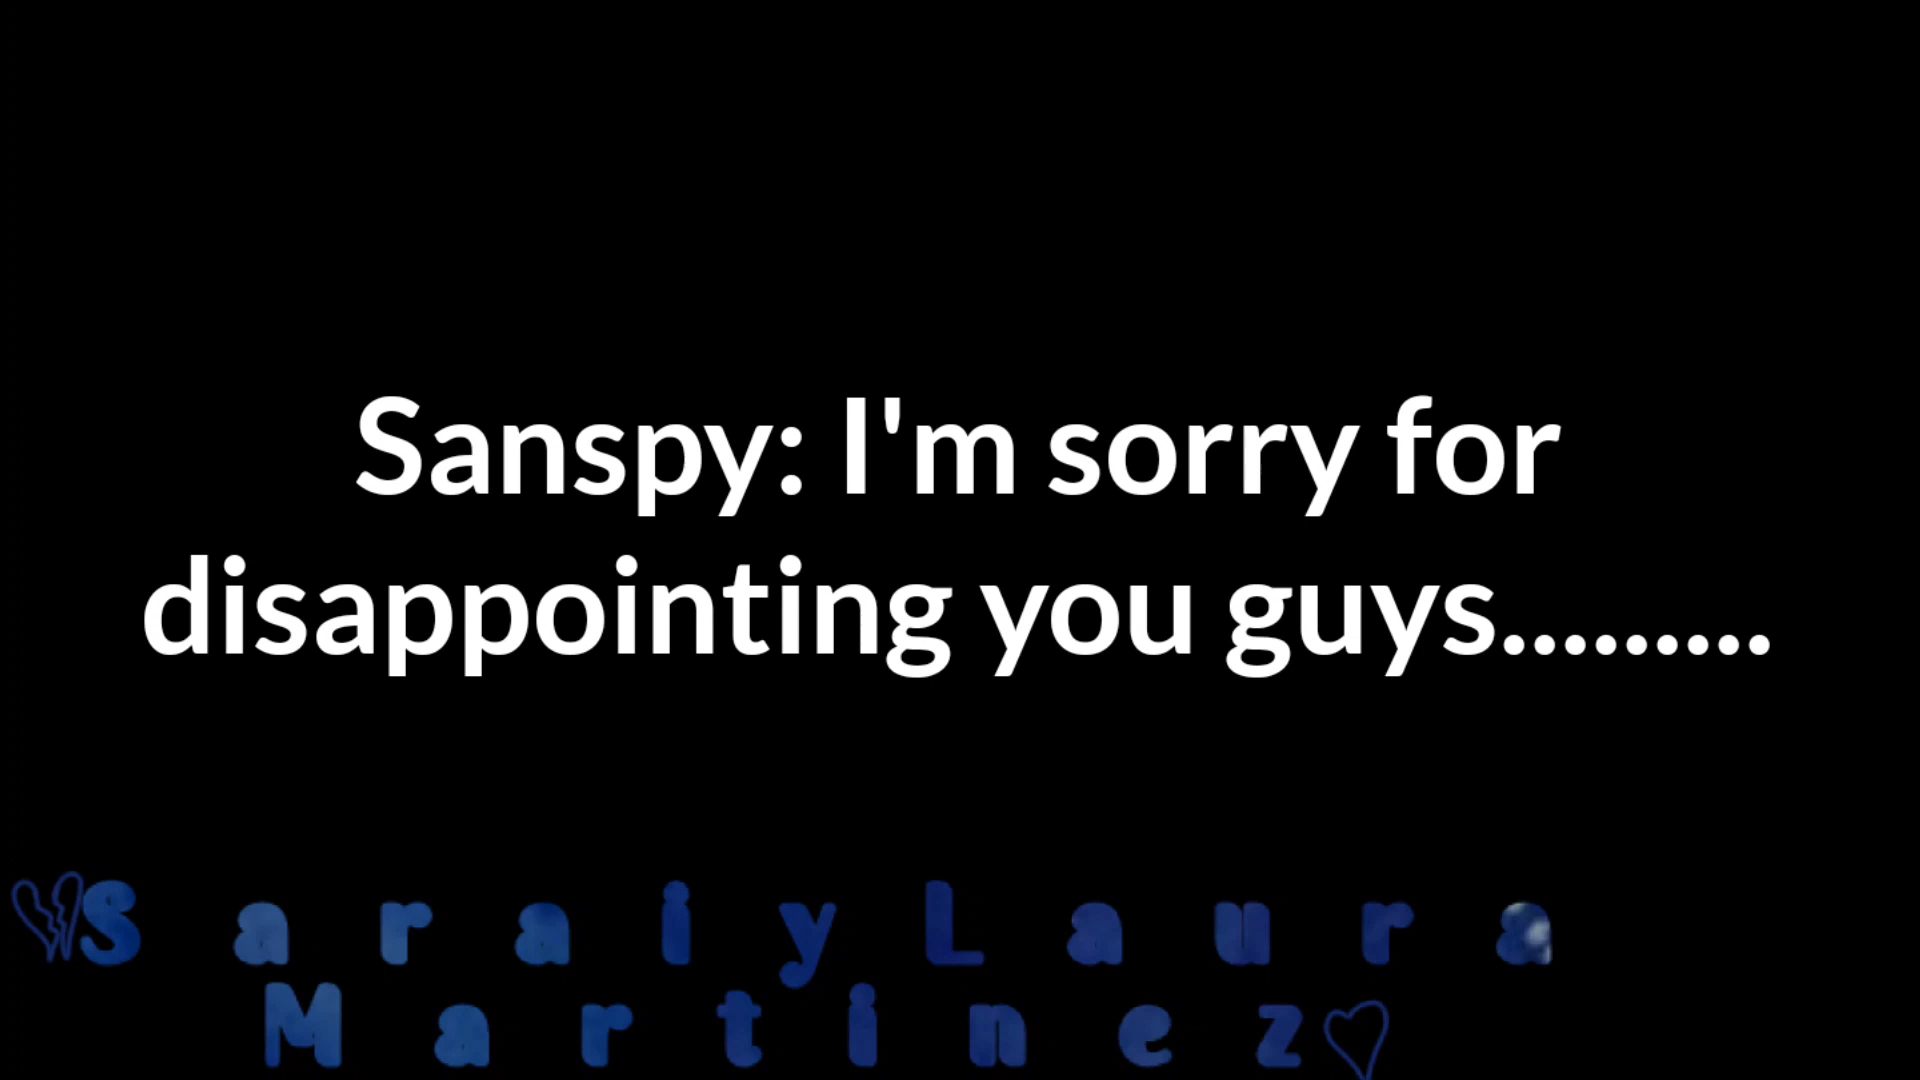 Sanspy: I'm sorry for
disappointing you guys.........
S a r a i y L a u r a
M a r t i n e z